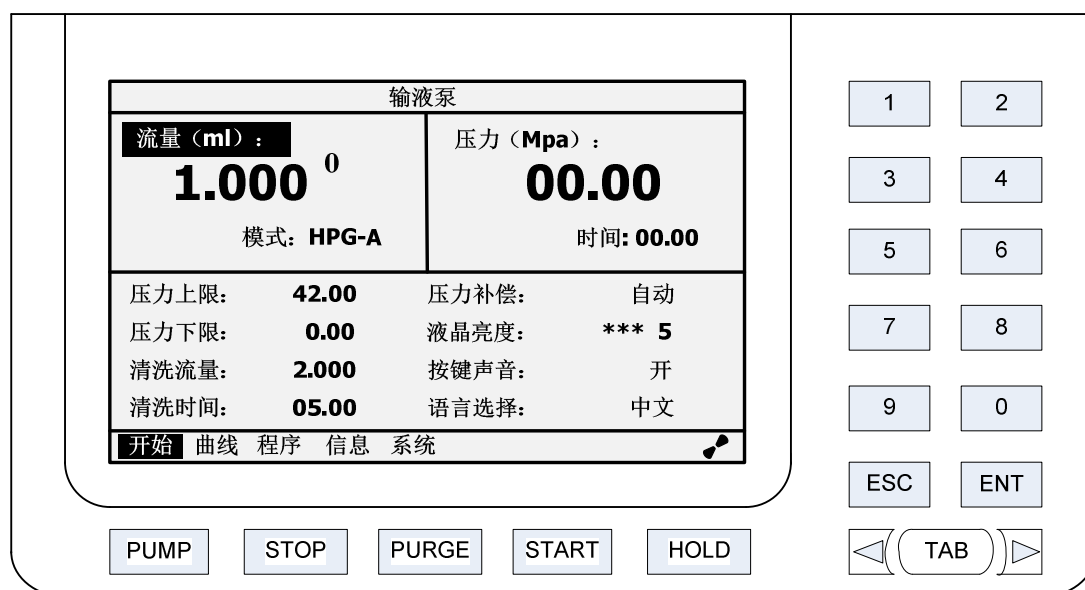 输液泵
流量（ml）：
1.000 0
模式：HPG-A
压力（Mpa）：
00.00
时间: 00.00
压力上限： 42.00 压力补偿： 自动
压力下限： 0.00 液晶亮度： *** 5
清洗流量： 2.000 按键声音： 开
清洗时间： 05.00 语言选择： 中文
开始 曲线 程序 信息 系统
1 2
3 4
5 6
7 8
9 0
ESC ENT
PUMP STOP PURGE START HOLD
TAB